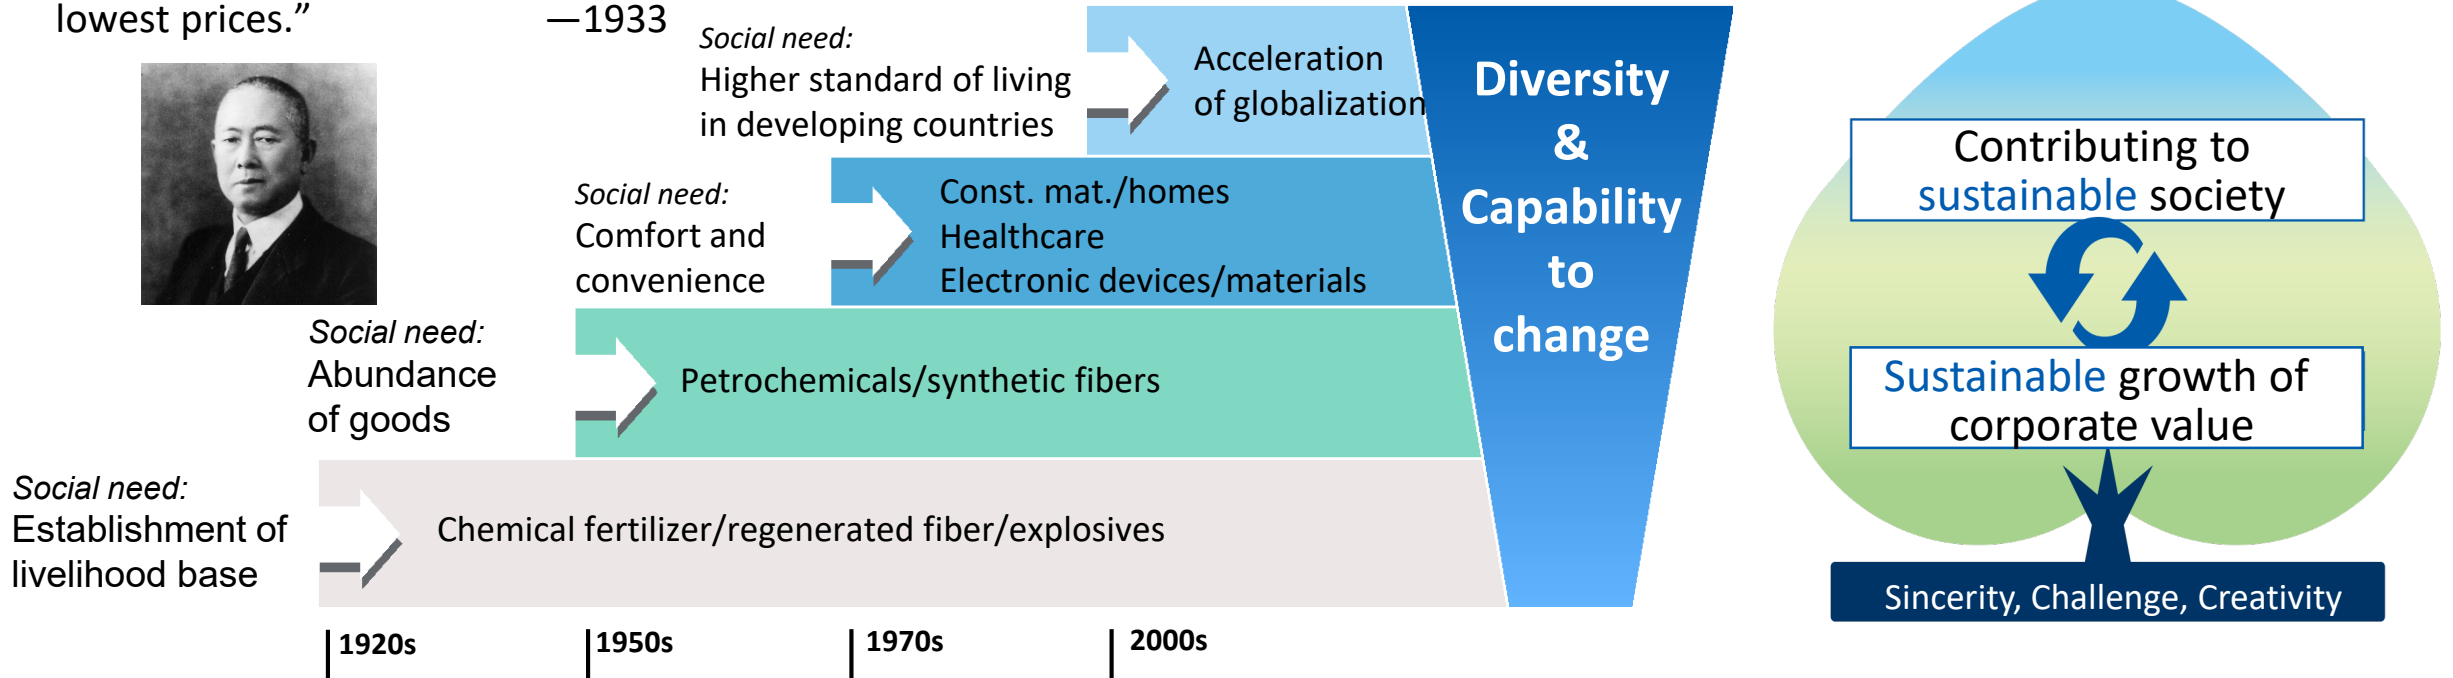 lowest prices.”
—1933
Social need:
Higher standard of living
in developing countries
Acceleration
of globalization
Social need:
Comfort and
convenience
Const. mat./homes
Healthcare
Electronic devices/materials
Social need:
Abundance
of goods
Petrochemicals/synthetic fibers
Social need:
Establishment of
livelihood base
Chemical fertilizer/regenerated fiber/explosives
1920s
1950s
1970s
2000s
Diversity
&
Capability
to
change
Contributing to
sustainable society
Sustainable growth of
corporate value
Sincerity, Challenge, Creativity